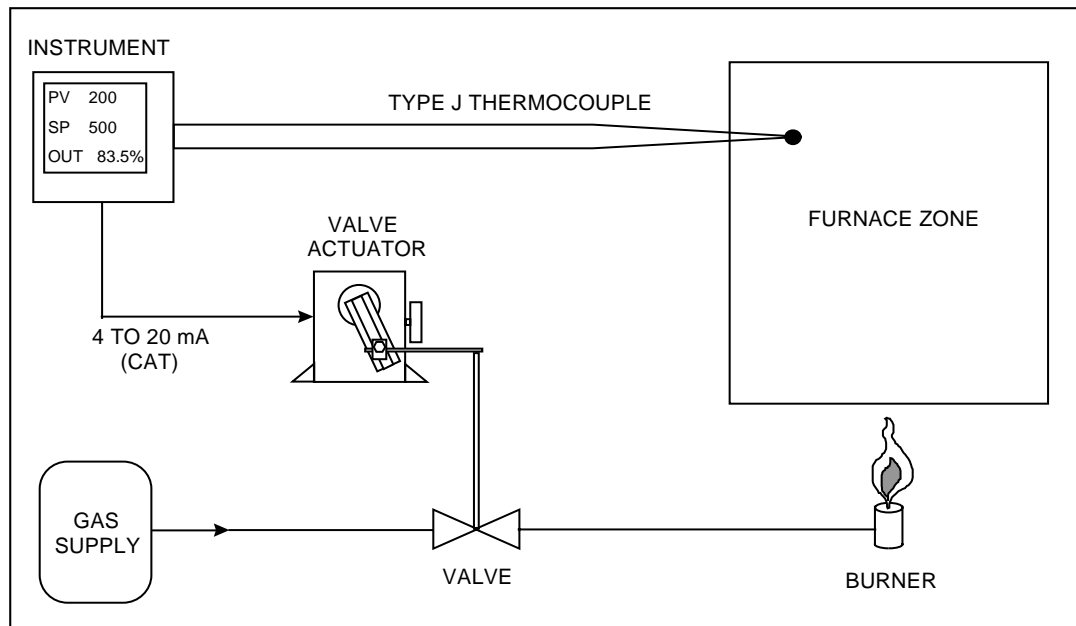 INSTRUMENT
PV 200
SP 500
OUT 83.5%
TYPE J THERMOCOUPLE
FURNACE ZONE
VALVE
ACTUATOR
4 TO 20 mA
(CAT)
GAS
SUPPLY
VALVE
BURNER